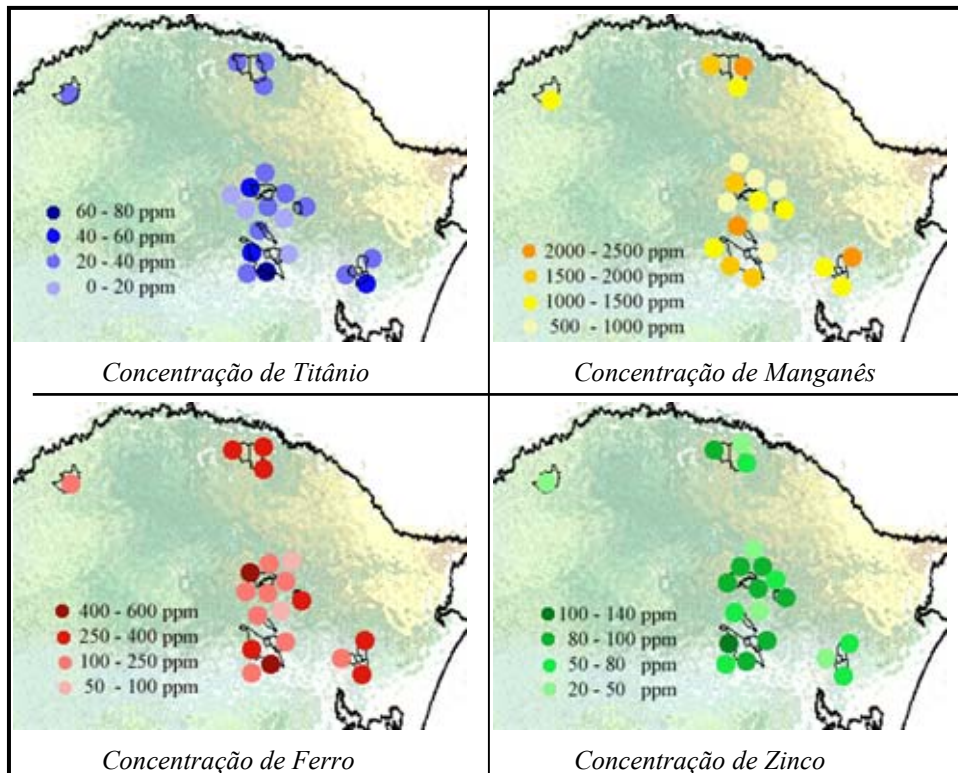 60 - 80 ppm
40 - 60 ppm
20 - 40 ppm
0 - 20 ppm
Concentração de Titânio
2000 - 2500 ppm
1500 - 2000 ppm
1000 - 1500 ppm
500 - 1000 ppm
Concentração de Manganês
400 - 600 ppm
250 - 400 ppm
100 - 250 ppm
50 - 100 ppm
Concentração de Ferro
100 - 140 ppm
80 - 100 ppm
50 - 80 ppm
20 - 50 ppm
Concentração de Zinco